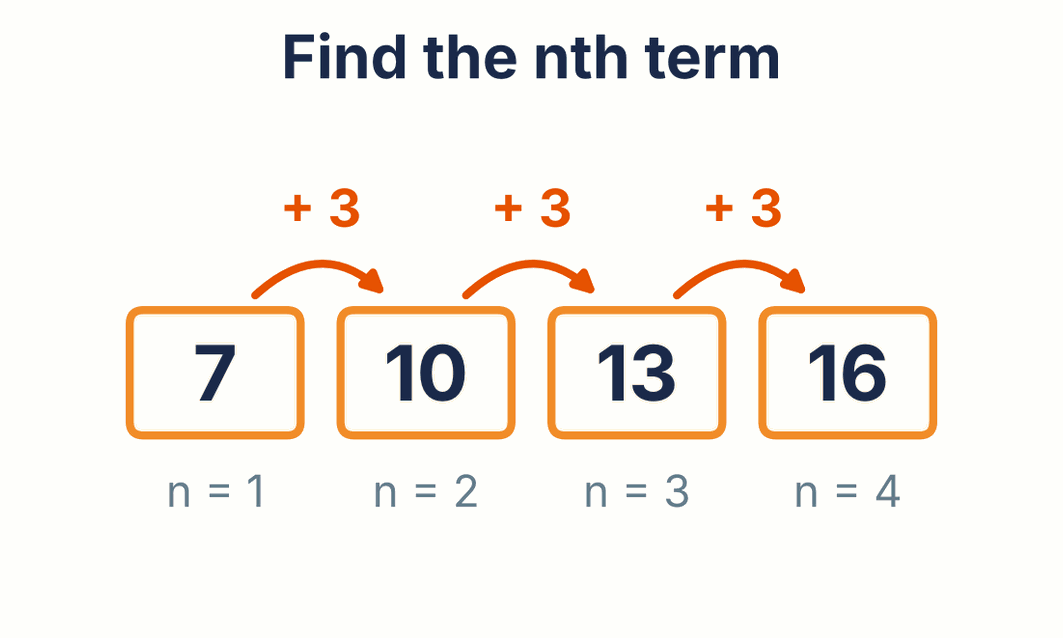 Find the nth term
+ 3 + 3 + 3
7 10 13 16
n = 1 n = 2 n = 3 n = 4